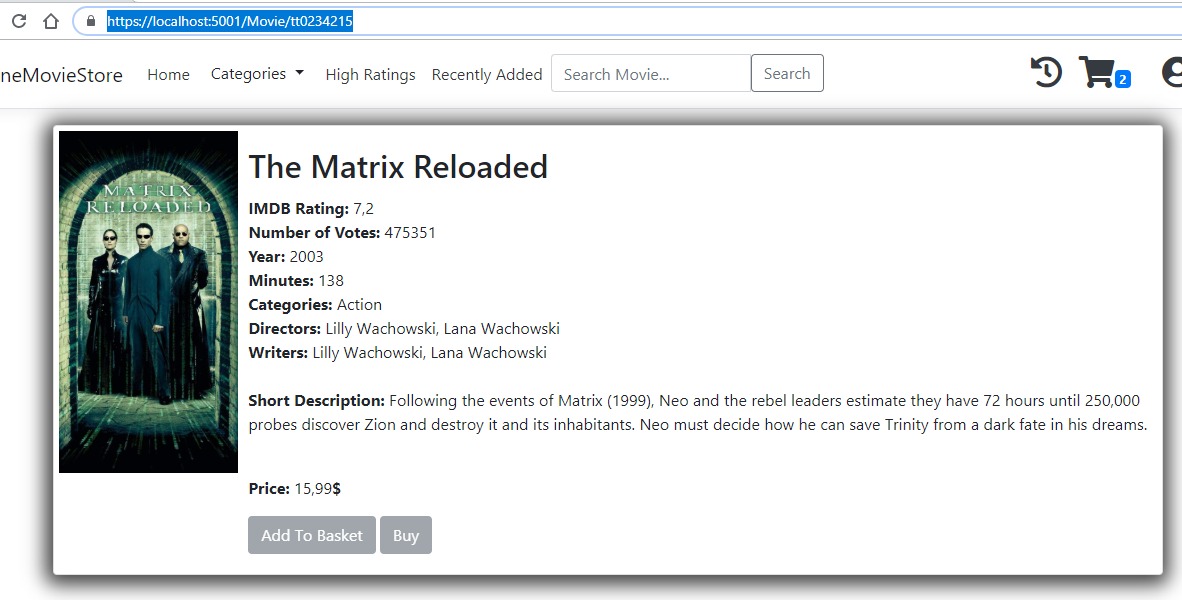 https://localhost:5001/Movie/tt0234215
neMovieStore Home Categories High Ratings Recently Added Search Movie... Search 2
MATRIX
RELOADED
The Matrix Reloaded
IMDB Rating: 7,2
Number of Votes: 475351
Year: 2003
Minutes: 138
Categories: Action
Directors: Lilly Wachowski, Lana Wachowski
Writers: Lilly Wachowski, Lana Wachowski
Short Description: Following the events of Matrix (1999), Neo and the rebel leaders estimate they have 72 hours until 250,000
probes discover Zion and destroy it and its inhabitants. Neo must decide how he can save Trinity from a dark fate in his dreams.
Price: 15,99$
Add To Basket Buy